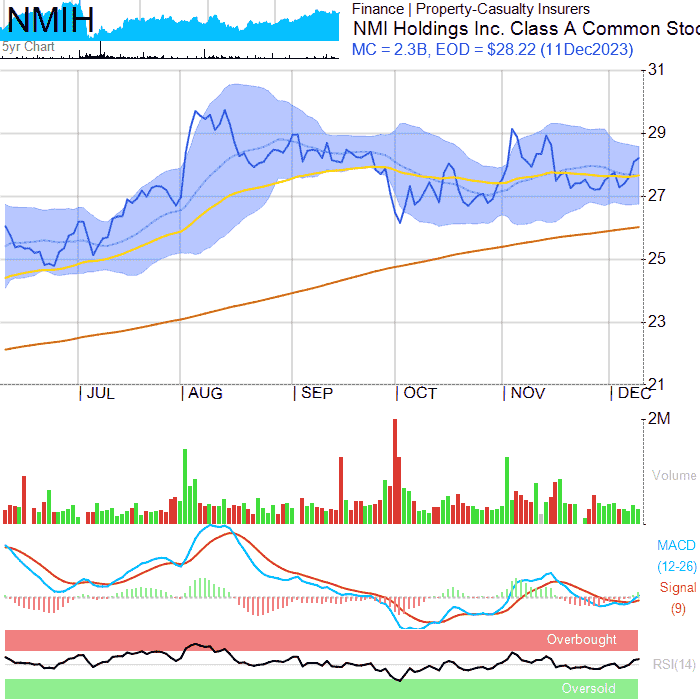 NMIH
5yr Chart
Finance | Property-Casualty Insurers
NMI Holdings Inc. Class A Common Stoc
MC = 2.3B, EOD = $28.22 (11Dec2023)
31
29
27
25
23
21
JUL AUG SEP OCT NOV DEC
2M
Volume
MACD
(12-26)
Signal
(9)
Overbought
RSI(14)
Oversold